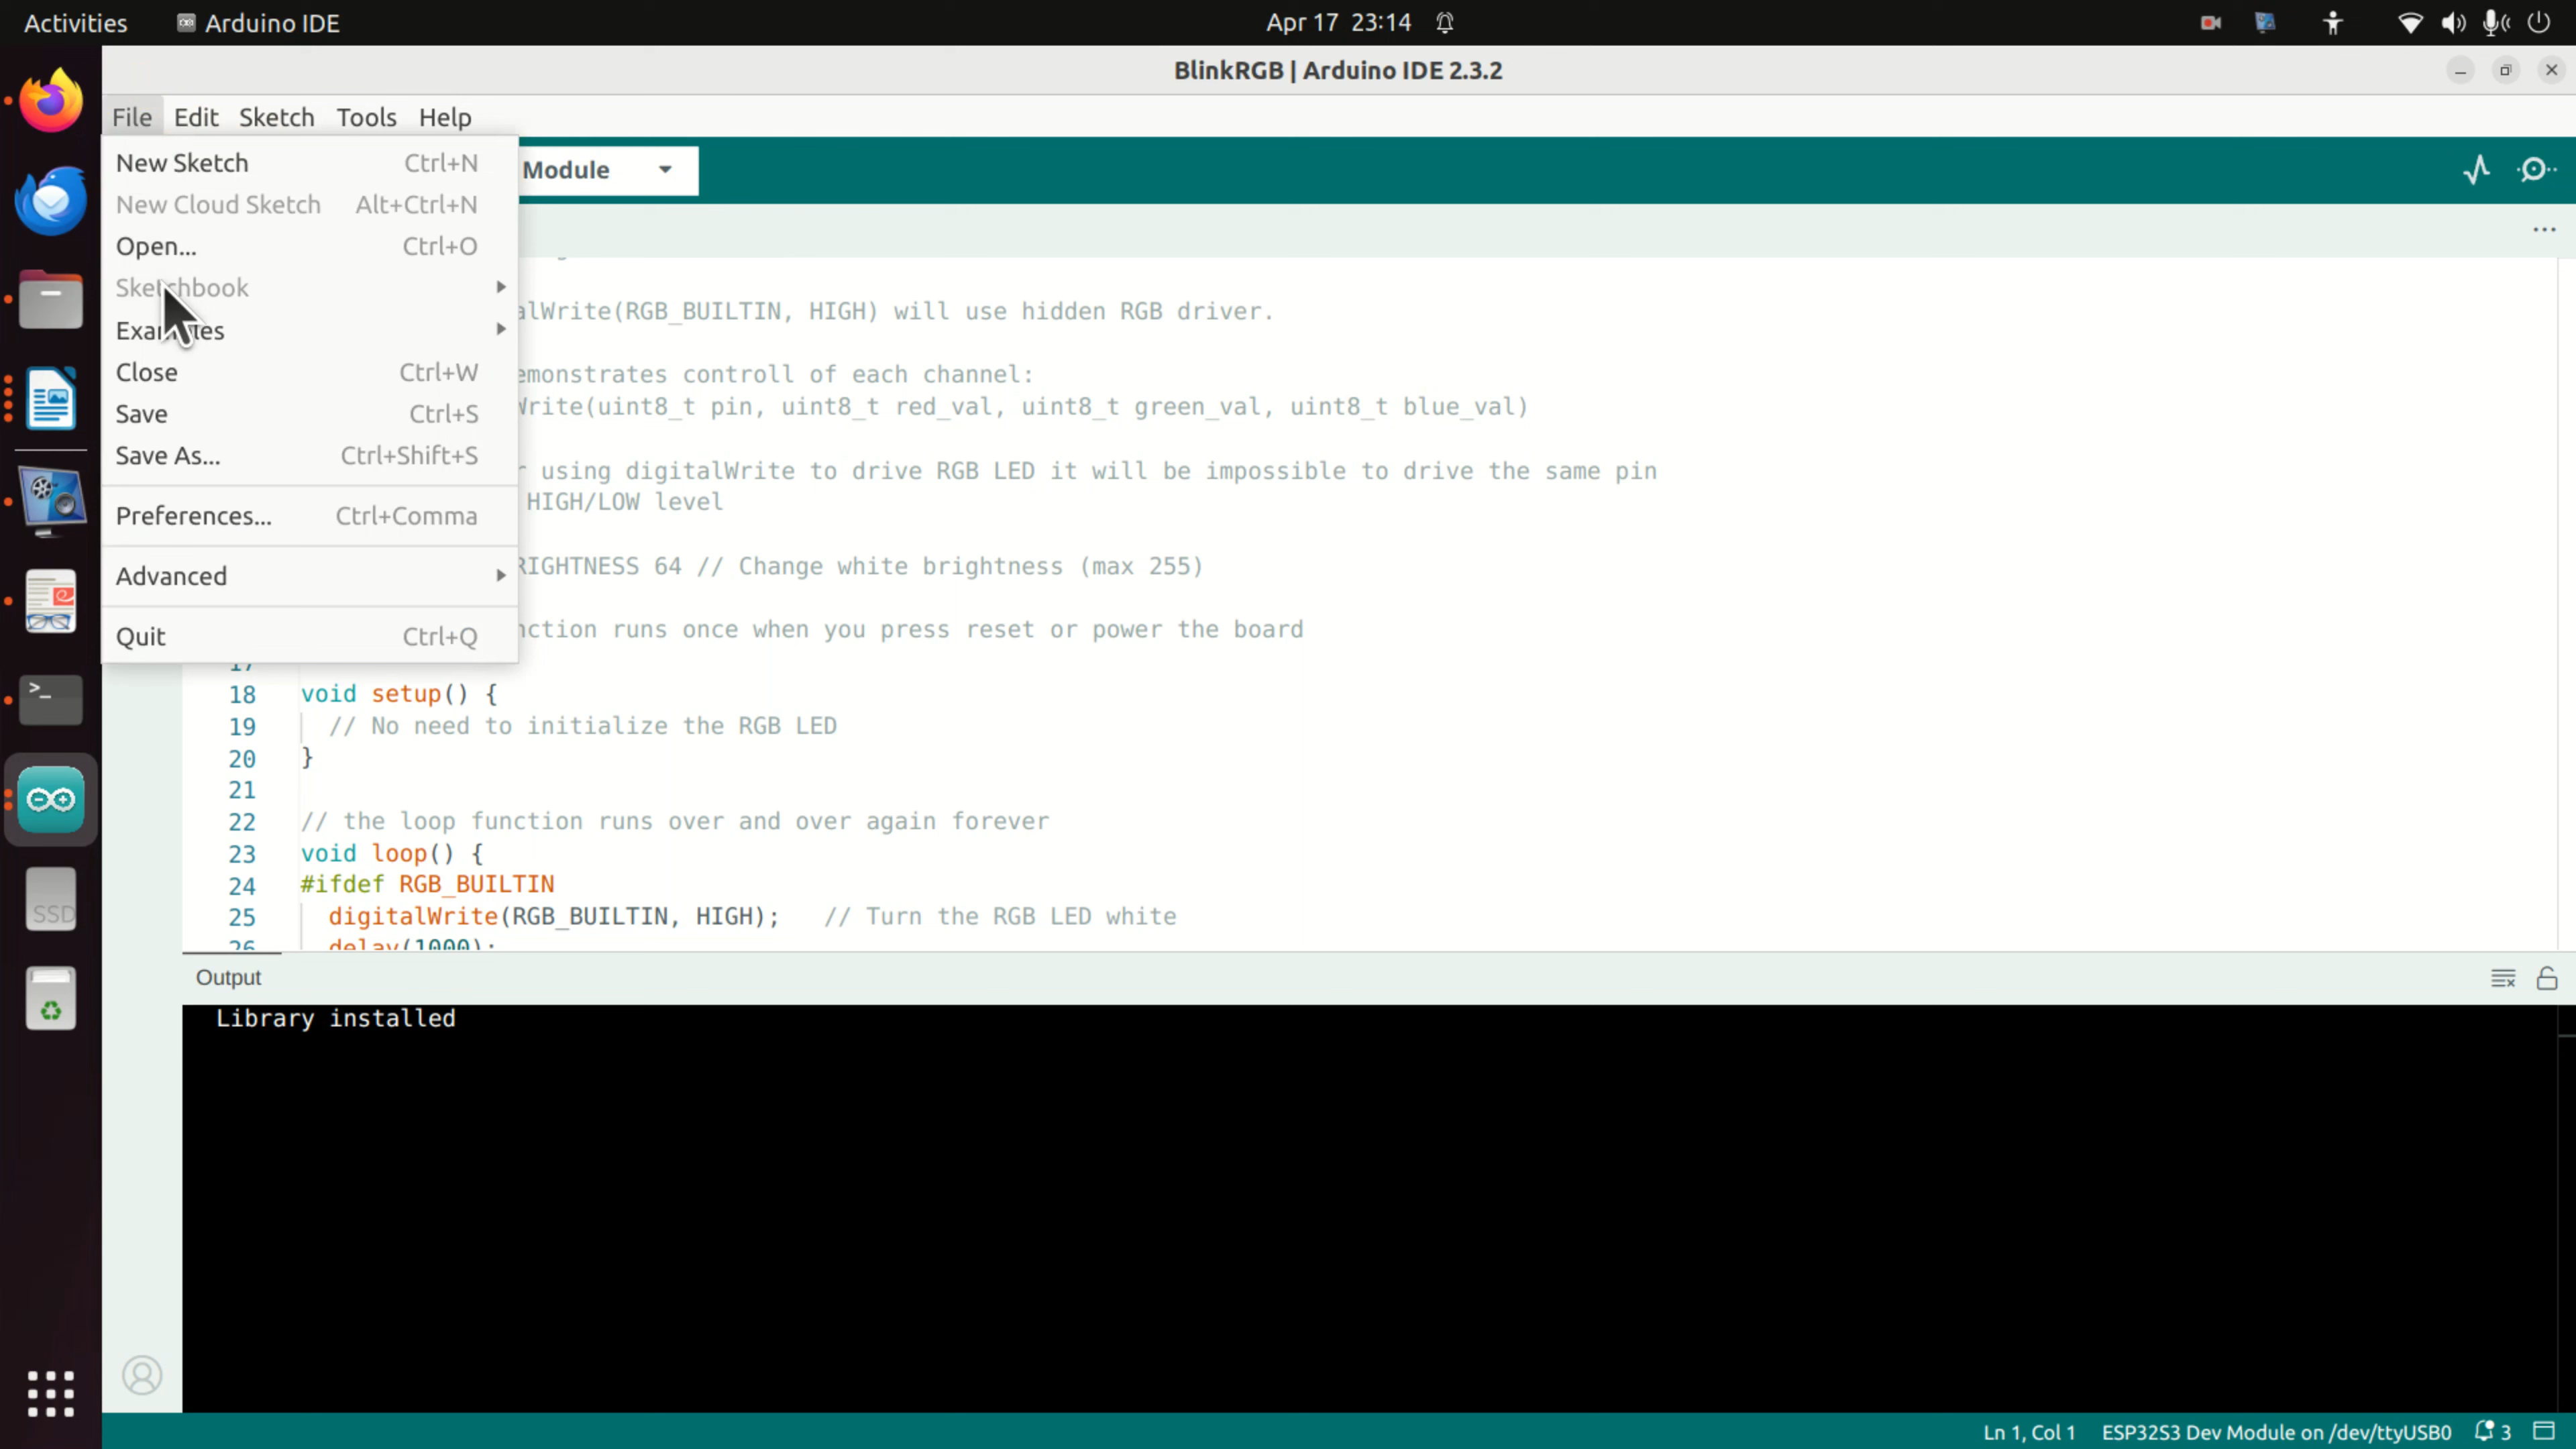 Activities
Arduino IDE
Apr 17 23:14
BlinkRGB | Arduino IDE 2.3.2
File Edit Sketch Tools Help
New Sketch Ctrl+N
New Cloud Sketch Alt+Ctrl+N
Open... Ctrl+O
Sketchbook
Examples
Close Ctrl+W
Save Ctrl+S
Save As... Ctrl+Shift+S
Preferences... Ctrl+Comma
Advanced
Quit Ctrl+Q
Module
alWrite(RGB_BUILTIN, HIGH) will use hidden RGB driver.
emonstrates controll of each channel:
Write(uint8_t pin, uint8_t red_val, uint8_t green_val, uint8_t blue_val)
r using digitalWrite to drive RGB LED it will be impossible to drive the same pin
HIGH/LOW level
RIGHTNESS 64 // Change white brightness (max 255)
nction runs once when you press reset or power the board
17
18 void setup() {
19 // No need to initialize the RGB LED
20 }
21
22 // the loop function runs over and over again forever
23 void loop() {
24 #ifdef RGB_BUILTIN
25 digitalWrite(RGB_BUILTIN, HIGH); // Turn the RGB LED white
26 delay(1000);
Output
Library installed
SSD
Ln 1, Col 1 ESP32S3 Dev Module on /dev/ttyUSB0 3